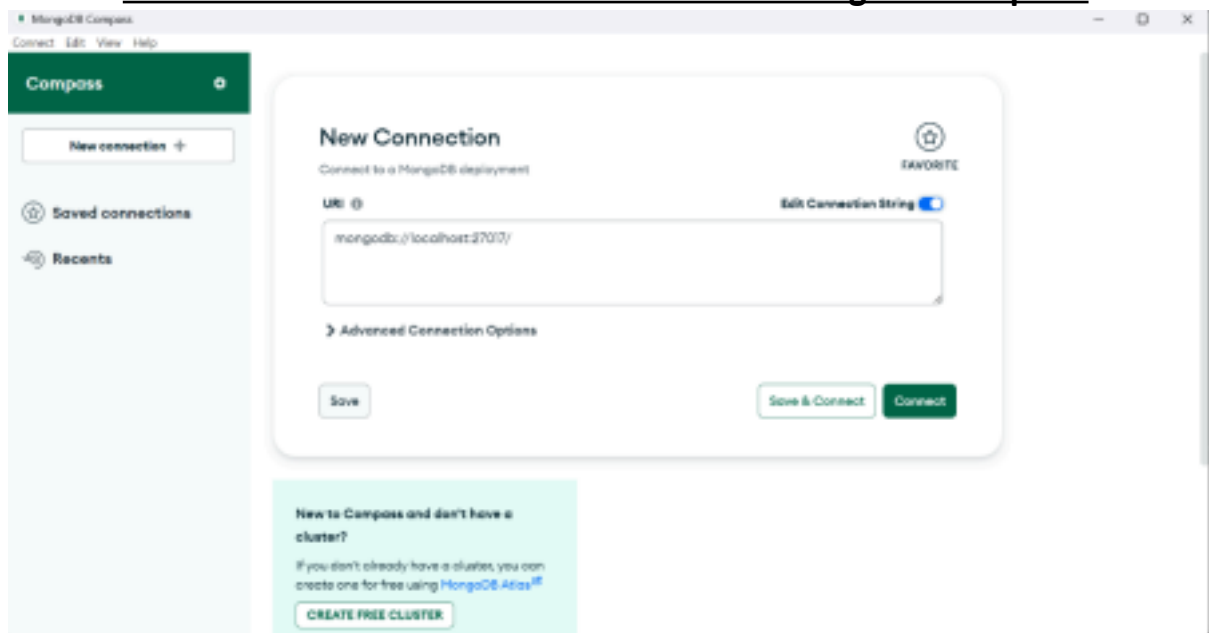 MongoDB Compass
Connect Edit View Help
Compass
New connection +
Saved connections
Recents
New Connection
Connect to a MongoDB deployment
FAVORITE
URI
Edit Connection String
mongodb://localhost:27017/
Advanced Connection Options
Save
Save & Connect
Connect
New to Compass and don't have a
cluster?
If you don't already have a cluster, you can
create one for free using MongoDB Atlas
CREATE FREE CLUSTER